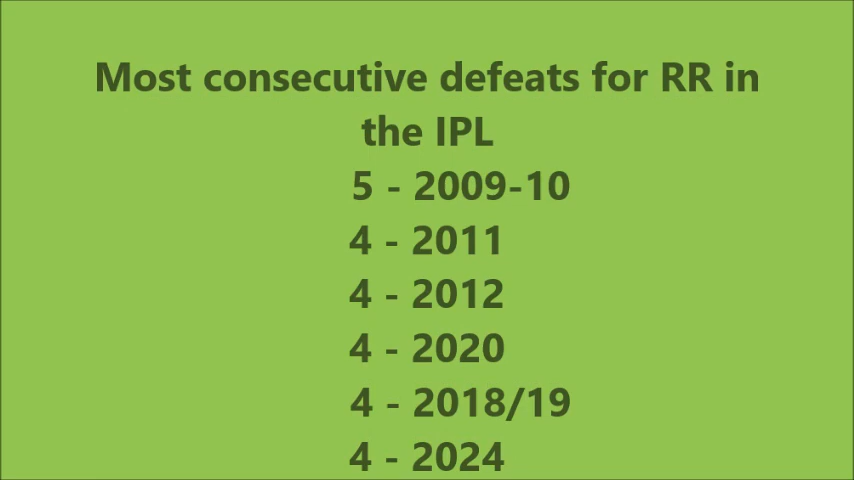 Most consecutive defeats for RR in
the IPL
5 - 2009-10
4 - 2011
4 - 2012
4 - 2020
4 - 2018/19
4 - 2024